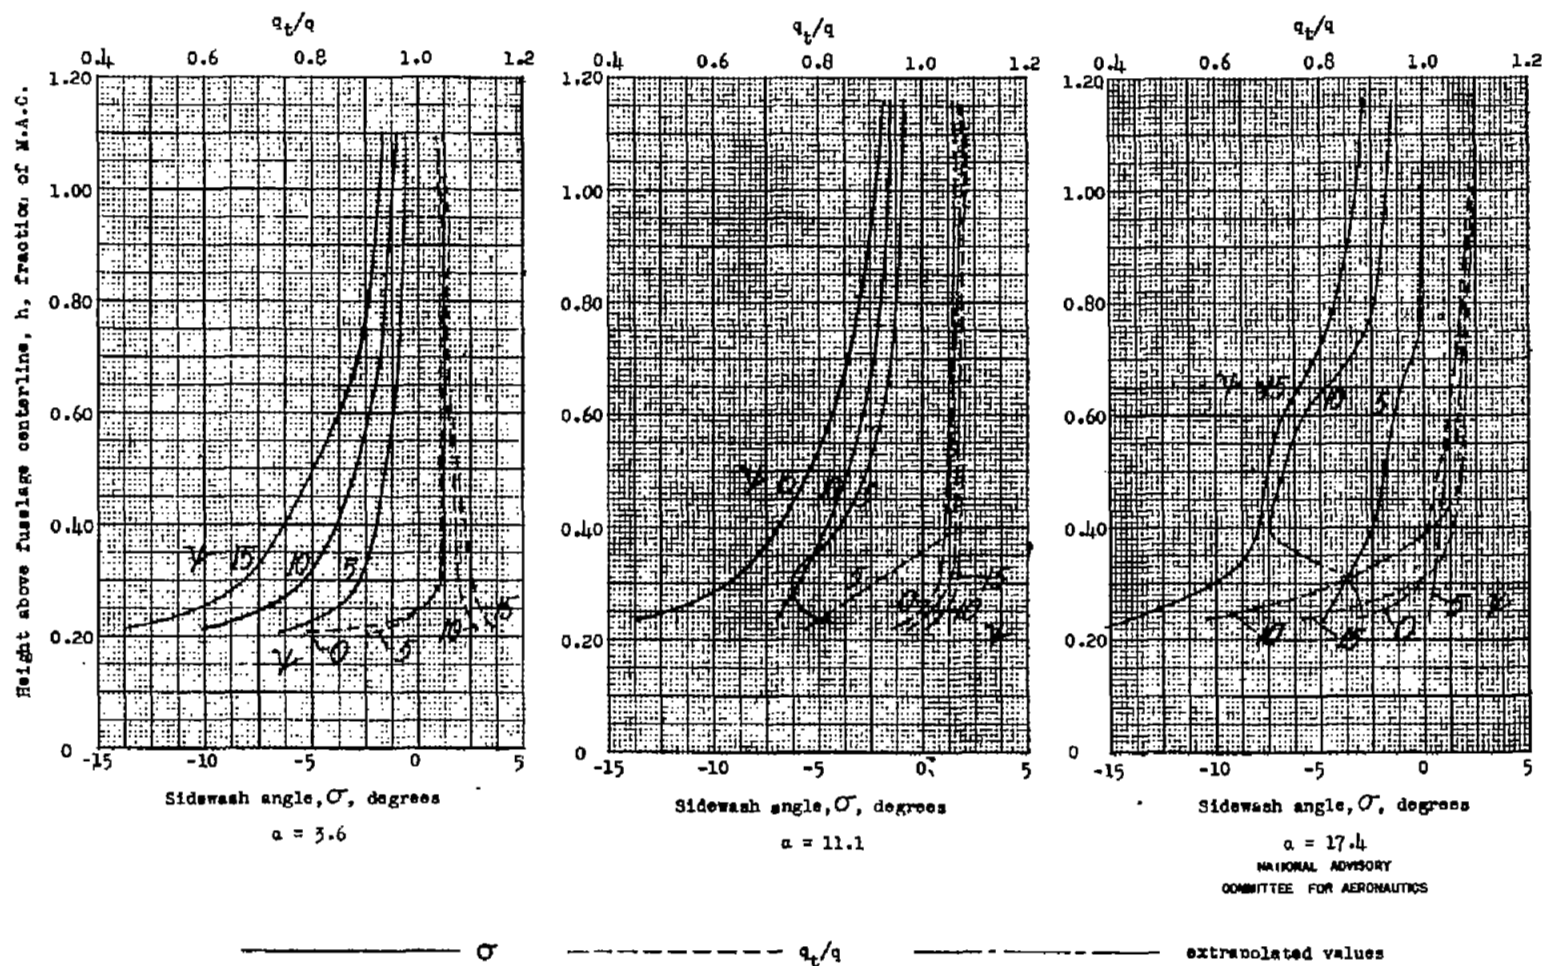 q_t/q q_t/q q_t/q
0.4 0.6 0.8 1.0 1.2 0.4 0.6 0.8 1.0 1.2 0.4 0.6 0.8 1.0 1.2
1.20 1.20 1.20
1.00 1.00 1.00
0.80 0.80 0.80
0.60 0.60 0.60
0.40 0.40 0.40
0.20 0.20 0.20
0 0 0
Height above fuselage centerline, h, fraction of M.A.C.
ψ 15 10 5
ψ 0 5 10 15
ψ 0 10 5
5 15
10
ψ
ψ 15 10 5
5 10
10 15 0
-15 -10 -5 0 5 -15 -10 -5 0 5 -15 -10 -5 0 5
Sidewash angle, σ, degrees Sidewash angle, σ, degrees Sidewash angle, σ, degrees
α = 3.6 α = 11.1 α = 17.4
NATIONAL ADVISORY
COMMITTEE FOR AERONAUTICS
σ q_t/q extrapolated values